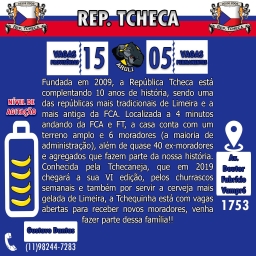 REP. TCHECA
VAGAS
15
05
VAGAS
Fundada em 2009, a República Tcheca está
complentando 10 anos de história, sendo uma
das repúblicas mais tradicionais de Limeira e a
mais antiga da FCA. Localizada a 4 minutos
andando da FCA e FT, a casa conta com um
terreno amplo e 6 moradores (a maioria de
administração), além de quase 40 ex-moradores
e agregados que fazem parte da nossa história.
Conhecida pela Tchecaneja, que em 2019
chegará a sua VI edição, pelos churrascos
semanais e também por servir a cerveja mais
gelada de Limeira, a Tchequinha está com vagas
abertas para receber novos moradores, venha
fazer parte dessa família!!
NÍVEL DE
AGITAÇÃO
Av.
Doutor
Fabrício
Vampré
1753
Gustavo Dantas
(11)98244-7283